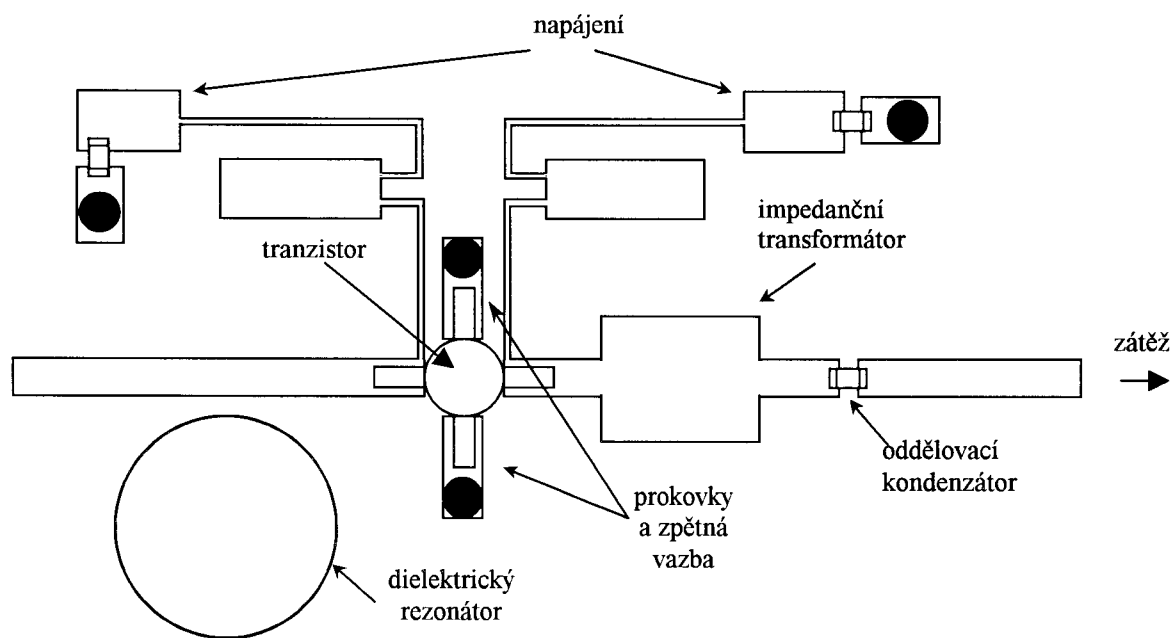 napájení
impedanční
transformátor
tranzistor
zátěž
oddělovací
kondenzátor
prokovky
a zpětná
vazba
dielektrický
rezonátor